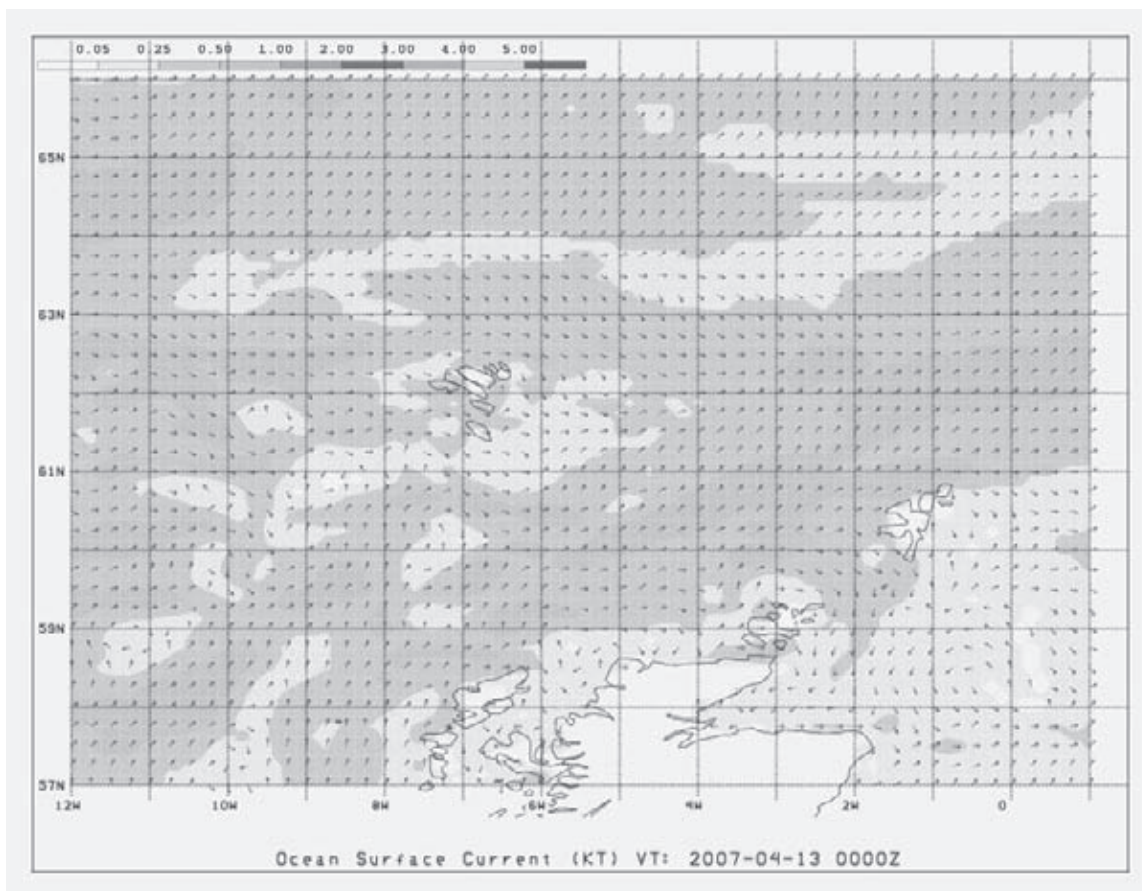 0.05 0.25 0.50 1.00 2.00 3.00 4.00 5.00
65N
63N
61N
59N
57N
12W 10W 8W 6W 4W 2W 0
Ocean Surface Current (KT) VT: 2007-04-13 0000Z